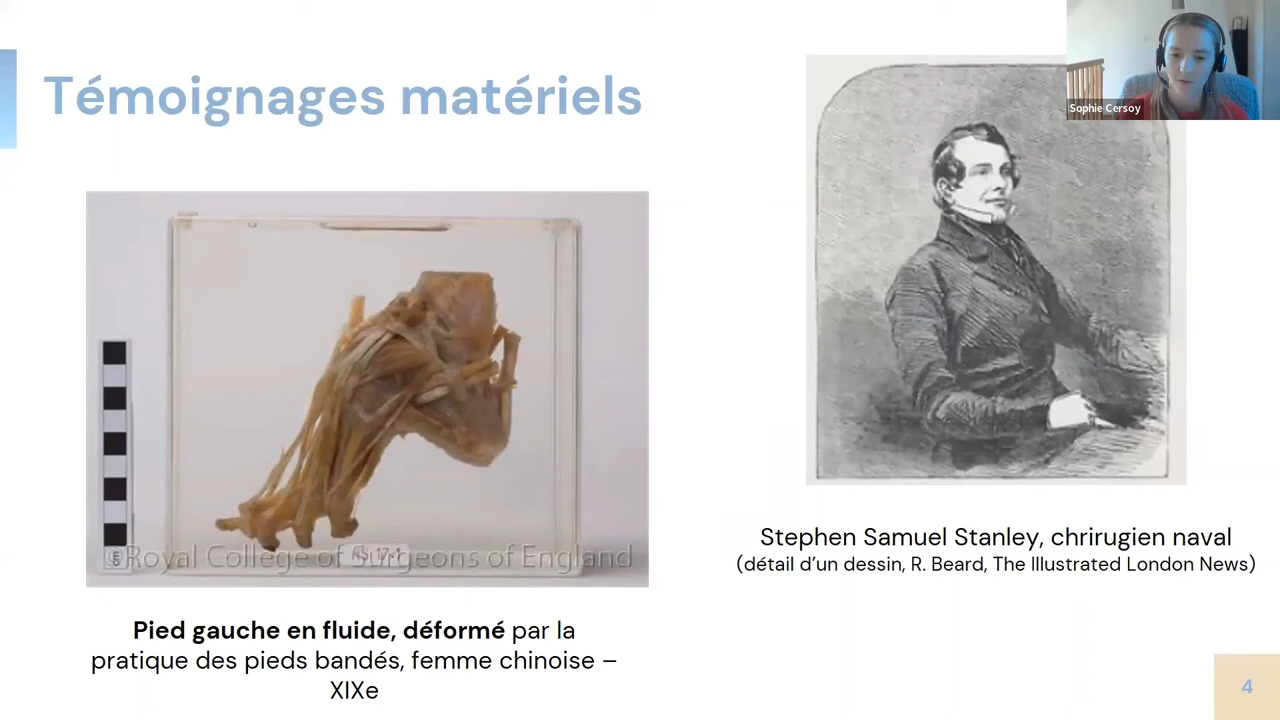 Témoignages matériels
Sophie Cersoy
Royal College of Surgeons of England
Pied gauche en fluide, déformé par la
pratique des pieds bandés, femme chinoise –
XIXe
Stephen Samuel Stanley, chrirugien naval
(détail d'un dessin, R. Beard, The Illustrated London News)
4